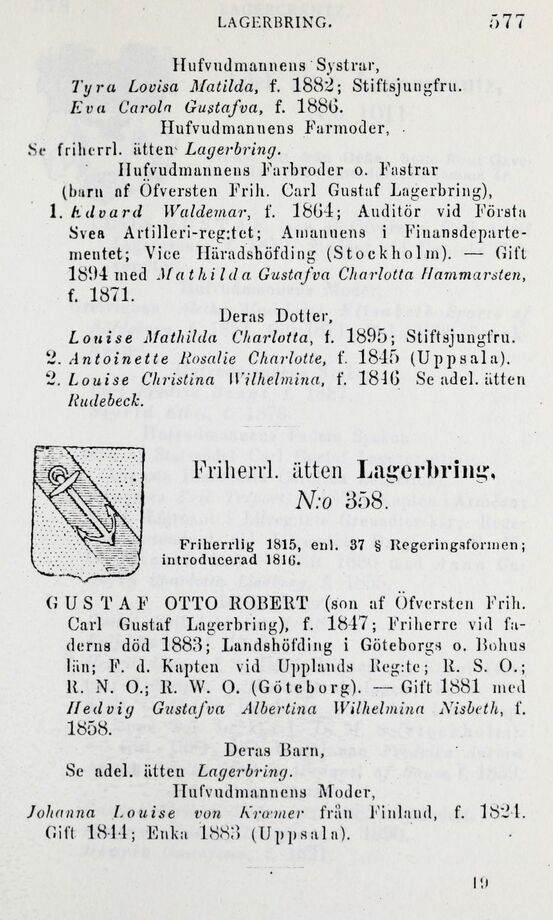 LAGERBRING. 577
Hufvudmannens Systrar,
Tyra Lovisa Matilda, f. 1882; Stiftsjungfru.
Eva Carola Gustafva, f. 1886.
Hufvudmannens Farmoder,
Se friherrl. ätten Lagerbring.
Hufvudmannens Farbroder o. Fastrar
(barn af Öfversten Frih. Carl Gustaf Lagerbring),
1. Edvard Waldemar, f. 1864; Auditör vid Första
Svea Artilleri-reg:tet; Amanuens i Finansdeparte-
mentet; Vice Häradshöfding (Stockholm). — Gift
1894 med Mathilda Gustafva Charlotta Hammarsten,
f. 1871.
Deras Dotter,
Louise Mathilda Charlotta, f. 1895; Stiftsjungfru.
2. Antoinette Rosalie Charlotte, f. 1845 (Uppsala).
2. Louise Christina Wilhelmina, f. 1846 Se adel. ätten
Rudebeck.
Friherrl. ätten Lagerbring,
N:o 358.
Friherrlig 1815, enl. 37 § Regeringsformen;
introducerad 1816.
GUSTAF OTTO ROBERT (son af Öfversten Frih.
Carl Gustaf Lagerbring), f. 1847; Friherre vid fa-
derns död 1883; Landshöfding i Göteborgs o. Bohus
län; F. d. Kapten vid Upplands Reg:te; R. S. O.;
R. N. O.; R. W. O. (Göteborg). — Gift 1881 med
Hedvig Gustafva Albertina Wilhelmina Nisbeth, f.
1858.
Deras Barn,
Se adel. ätten Lagerbring.
Hufvudmannens Moder,
Johanna Louise von Kræmer från Finland, f. 1824.
Gift 1844; Enka 1883 (Uppsala).
19